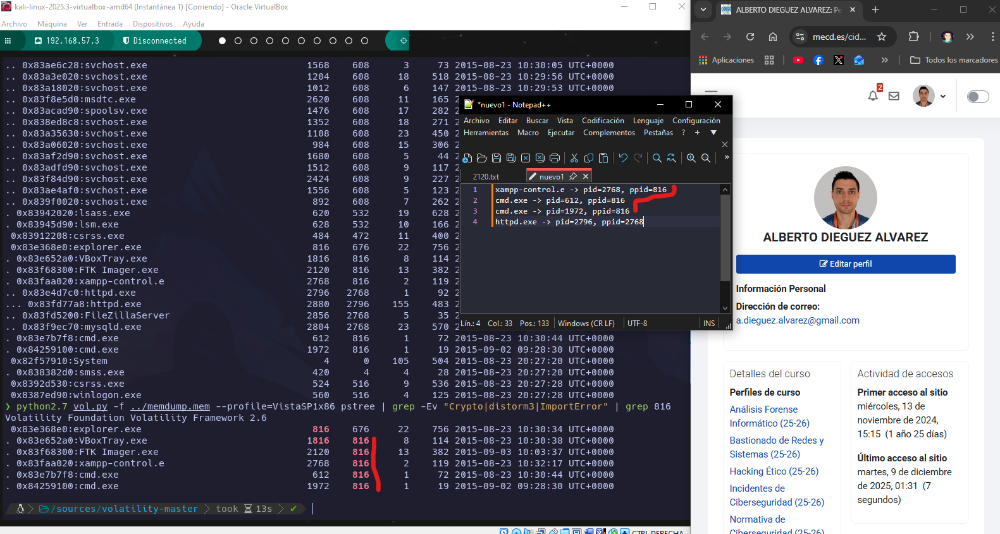 kali-linux-2025.3-virtualbox-amd64 (Instantánea 1) [Corriendo] - Oracle VirtualBox
Archivo Máquina Ver Entrada Dispositivos Ayuda
192.168.57.3 Disconnected
.. 0x83ae6c28:svchost.exe 1568 608 3 73 2015-08-23 10:30:05 UTC+0000
.. 0x83a3e020:svchost.exe 1204 608 18 518 2015-08-23 10:29:56 UTC+0000
.. 0x83a18020:svchost.exe 1012 608 6 147 2015-08-23 10:29:53 UTC+0000
.. 0x83f8e5d0:msdtc.exe 2620 608 11 165 2
.. 0x83acad90:spoolsv.exe 1476 608 17 282 2
.. 0x838ed8c8:svchost.exe 1352 608 18 271 2
.. 0x83a35630:svchost.exe 1108 608 23 450 2
.. 0x83a06020:svchost.exe 984 608 15 306 2
.. 0x83af2d90:svchost.exe 1680 608 5 44 2
.. 0x83adfd90:svchost.exe 1512 608 9 117 2
.. 0x83f84d90:svchost.exe 2424 608 9 227 2
.. 0x83ae4af0:svchost.exe 1556 608 5 123 2
.. 0x839f0020:svchost.exe 892 608 7 262 2
. 0x83942020:lsass.exe 620 532 19 628 2
. 0x83945d90:lsm.exe 628 532 10 166 2
0x83912208:csrss.exe 484 472 11 400 2
0x83e368e0:explorer.exe 816 676 22 756 2
. 0x83e652a0:VBoxTray.exe 1816 816 8 114 2
. 0x83f68300:FTK Imager.exe 2120 816 13 382 2
. 0x83faa020:xampp-control.e 2768 816 2 119 2
.. 0x83e4d7c0:httpd.exe 2796 2768 1 92 2
... 0x83fd77a8:httpd.exe 2880 2796 155 483 2
.. 0x83fd5200:FileZillaServer 2856 2768 5 35 2
.. 0x83f9ec70:mysqld.exe 2804 2768 23 570 2
. 0x83e7b7f8:cmd.exe 612 816 1 72 2015-08-23 10:30:44 UTC+0000
. 0x84259100:cmd.exe 1972 816 1 19 2015-09-02 09:28:30 UTC+0000
0x82f57910:System 4 0 105 504 2015-08-23 20:27:20 UTC+0000
. 0x838382d0:smss.exe 420 4 4 28 2015-08-23 20:27:20 UTC+0000
0x8392d530:csrss.exe 524 516 9 536 2015-08-23 20:27:28 UTC+0000
0x8387ed90:winlogon.exe 560 516 4 125 2015-08-23 20:27:28 UTC+0000
❯ python2.7 vol.py -f ../memdump.mem --profile=VistaSP1x86 pstree | grep -Ev "Crypto|distorm3|ImportError" | grep 816
Volatility Foundation Volatility Framework 2.6
0x83e368e0:explorer.exe 816 676 22 756 2015-08-23 10:30:34 UTC+0000
. 0x83e652a0:VBoxTray.exe 1816 816 8 114 2015-08-23 10:30:38 UTC+0000
. 0x83f68300:FTK Imager.exe 2120 816 13 382 2015-09-03 10:03:37 UTC+0000
. 0x83faa020:xampp-control.e 2768 816 2 119 2015-08-23 10:32:17 UTC+0000
. 0x83e7b7f8:cmd.exe 612 816 1 72 2015-08-23 10:30:44 UTC+0000
. 0x84259100:cmd.exe 1972 816 1 19 2015-09-02 09:28:30 UTC+0000
/sources/volatility-master took 13s ✔
CTRL DERECHA
*nuevo1 - Notepad++
Archivo Editar Buscar Vista Codificación Lenguaje Configuración
Herramientas Macro Ejecutar Complementos Pestañas ? + ▼
2120.txt nuevo1
1 xampp-control.e -> pid=2768, ppid=816
2 cmd.exe -> pid=612, ppid=816
3 cmd.exe -> pid=1972, ppid=816
4 httpd.exe -> pid=2796, ppid=2768
Lín.: 4 Col.: 33 Pos.: 133 Windows (CR LF) UTF-8 INS
ALBERTO DIEGUEZ ALVAREZ: Pe
mecd.es/cid...
Aplicaciones » Todos los marcadores
2
ALBERTO DIEGUEZ ALVAREZ
Editar perfil
Información Personal
Dirección de correo:
a.dieguez.alvarez@gmail.com
Detalles del curso
Perfiles de curso
Análisis Forense
Informático (25-26)
Bastionado de Redes y
Sistemas (25-26)
Hacking Ético (25-26)
Incidentes de
Ciberseguridad (25-26)
Normativa de
Ciberseguridad (25-26)
Actividad de accesos
Primer acceso al sitio
miércoles, 13 de
noviembre de 2024,
15:15 (1 año 25 días)
Último acceso al sitio
martes, 9 de diciembre
de 2025, 01:31 (7
segundos)